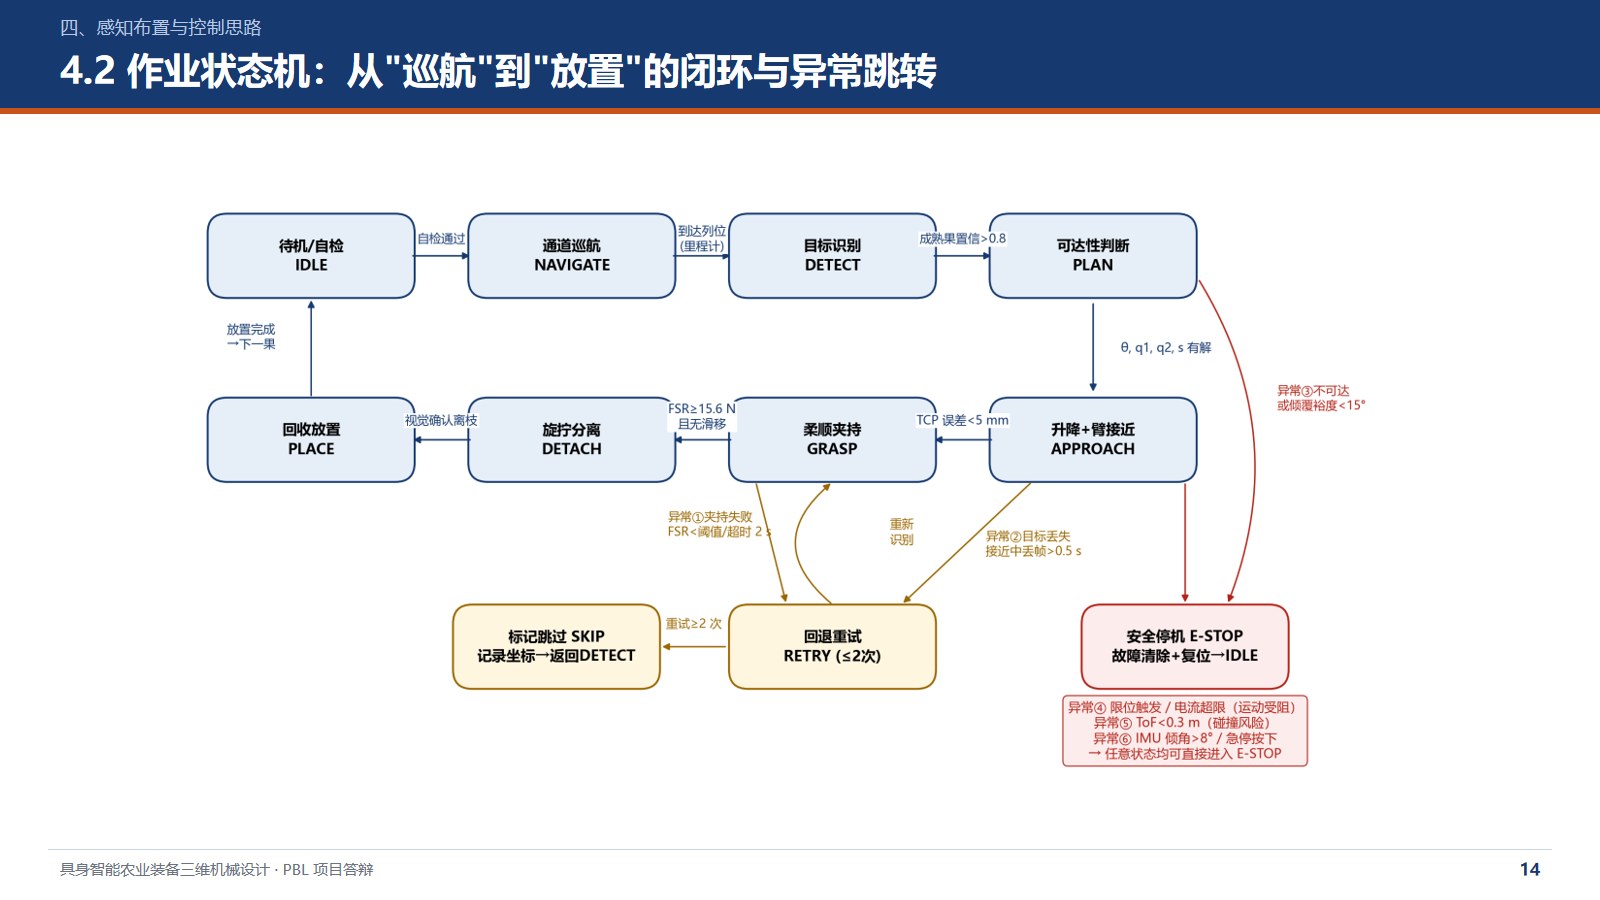 四、感知布置与控制思路
4.2 作业状态机：从"巡航"到"放置"的闭环与异常跳转
待机/自检
IDLE
自检通过
通道巡航
NAVIGATE
到达列位
(里程计)
目标识别
DETECT
成熟果置信>0.8
可达性判断
PLAN
放置完成
→下一果
θ, q1, q2, s 有解
异常③不可达
或倾覆裕度<15°
回收放置
PLACE
视觉确认离枝
旋拧分离
DETACH
FSR≥15.6 N
且无滑移
柔顺夹持
GRASP
TCP 误差<5 mm
升降+臂接近
APPROACH
异常①夹持失败
FSR<阈值/超时 2 s
重新
识别
异常②目标丢失
接近中丢帧>0.5 s
标记跳过 SKIP
记录坐标→返回DETECT
重试≥2 次
回退重试
RETRY (≤2次)
安全停机 E-STOP
故障清除+复位→IDLE
异常④ 限位触发 / 电流超限（运动受阻）
异常⑤ ToF<0.3 m（碰撞风险）
异常⑥ IMU 倾角>8° / 急停按下
→ 任意状态均可直接进入 E-STOP
具身智能农业装备三维机械设计 · PBL 项目答辩
14